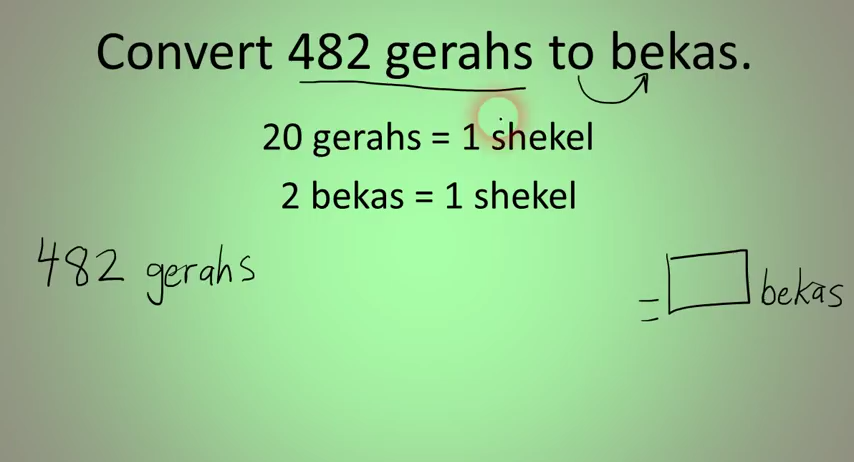 Convert 482 gerahs to bekas.
20 gerahs = 1 shekel
2 bekas = 1 shekel
482 gerahs = bekas